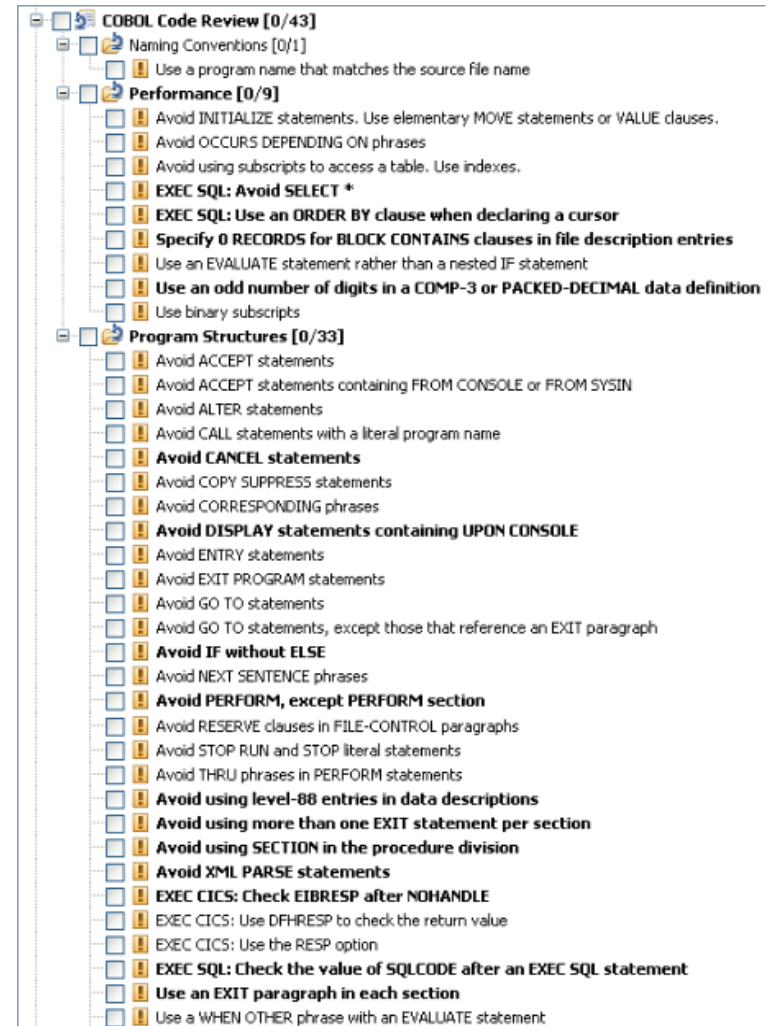 COBOL Code Review [0/43]
Naming Conventions [0/1]
Use a program name that matches the source file name
Performance [0/9]
Avoid INITIALIZE statements. Use elementary MOVE statements or VALUE clauses.
Avoid OCCURS DEPENDING ON phrases
Avoid using subscripts to access a table. Use indexes.
EXEC SQL: Avoid SELECT *
EXEC SQL: Use an ORDER BY clause when declaring a cursor
Specify 0 RECORDS for BLOCK CONTAINS clauses in file description entries
Use an EVALUATE statement rather than a nested IF statement
Use an odd number of digits in a COMP-3 or PACKED-DECIMAL data definition
Use binary subscripts
Program Structures [0/33]
Avoid ACCEPT statements
Avoid ACCEPT statements containing FROM CONSOLE or FROM SYSIN
Avoid ALTER statements
Avoid CALL statements with a literal program name
Avoid CANCEL statements
Avoid COPY SUPPRESS statements
Avoid CORRESPONDING phrases
Avoid DISPLAY statements containing UPON CONSOLE
Avoid ENTRY statements
Avoid EXIT PROGRAM statements
Avoid GO TO statements
Avoid GO TO statements, except those that reference an EXIT paragraph
Avoid IF without ELSE
Avoid NEXT SENTENCE phrases
Avoid PERFORM, except PERFORM section
Avoid RESERVE clauses in FILE-CONTROL paragraphs
Avoid STOP RUN and STOP literal statements
Avoid THRU phrases in PERFORM statements
Avoid using level-88 entries in data descriptions
Avoid using more than one EXIT statement per section
Avoid using SECTION in the procedure division
Avoid XML PARSE statements
EXEC CICS: Check EIBRESP after NOHANDLE
EXEC CICS: Use DFHRESP to check the return value
EXEC CICS: Use the RESP option
EXEC SQL: Check the value of SQLCODE after an EXEC SQL statement
Use an EXIT paragraph in each section
Use a WHEN OTHER phrase with an EVALUATE statement